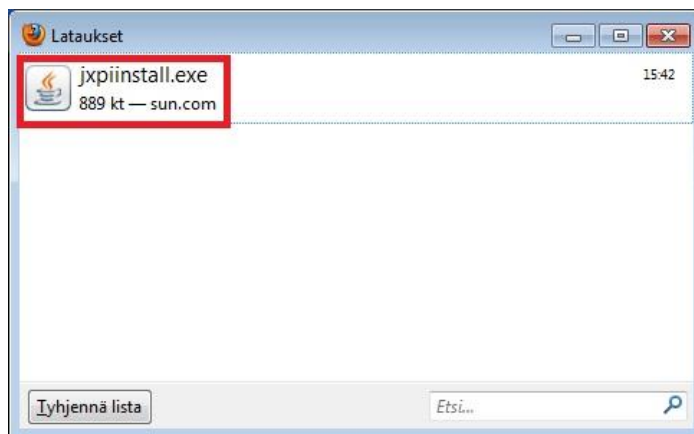 Lataukset
jxpiinstall.exe
15:42
889 kt — sun.com
Tyhjennä lista
Etsi...